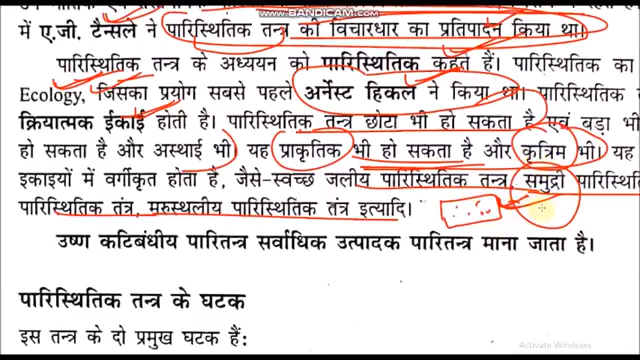 WWW.BANDICAM.COM
में ए.जी. टैन्सले ने पारिस्थितिक तन्त्र की विचारधार का प्रतिपादन किया था।
पारिस्थितिक तन्त्र के अध्ययन को पारिस्थितिक कहते हैं। पारिस्थितिक का
Ecology, जिसका प्रयोग सबसे पहले अर्नेस्ट हिकल ने किया था। पारिस्थितिक
क्रियात्मक ईकाई होती है। पारिस्थितिक तन्त्र छोटा भी हो सकता है एवं बड़ा भी
हो सकता है और अस्थाई भी। यह प्राकृतिक भी हो सकता है और कृत्रिम भी। यह
इकाइयों में वर्गीकृत होता है, जैसे-स्वच्छ जलीय पारिस्थितिक तन्त्र, समुद्री पारिस्थि
पारिस्थितिक तंत्र, मरुस्थलीय पारिस्थितिक तंत्र इत्यादि।
उष्ण कटिबंधीय पारितन्त्र सर्वाधिक उत्पादक पारितन्त्र माना जाता है।
पारिस्थितिक तन्त्र के घटक
इस तन्त्र के दो प्रमुख घटक हैं:
Activate Windows